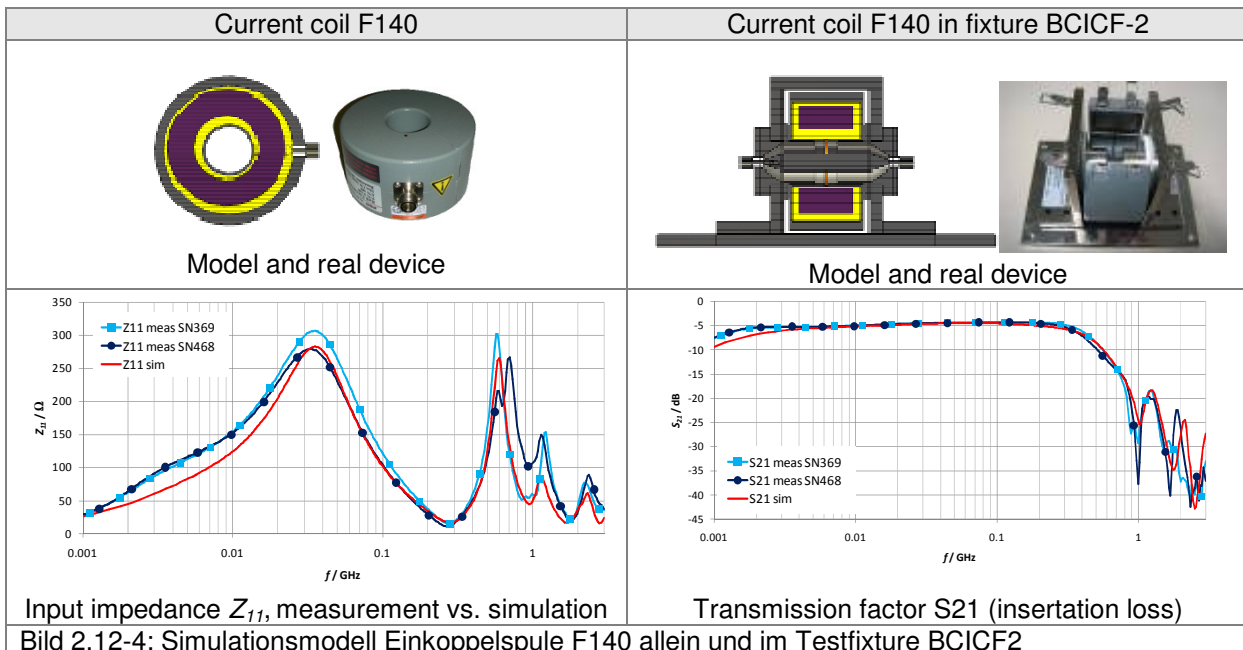 Current coil F140
Current coil F140 in fixture BCICF-2
Model and real device
Model and real device
350
300
250
200
150
100
50
0
Z11 / Ω
Z11 meas SN369
Z11 meas SN468
Z11 sim
0.001
0.01
0.1
1
f / GHz
Input impedance Z11, measurement vs. simulation
0
-5
-10
-15
-20
-25
-30
-35
-40
-45
S21 / dB
S21 meas SN369
S21 meas SN468
S21 sim
0.001
0.01
0.1
1
f / GHz
Transmission factor S21 (insertation loss)
Bild 2.12-4: Simulationsmodell Einkoppelspule F140 allein und im Testfixture BCICF2